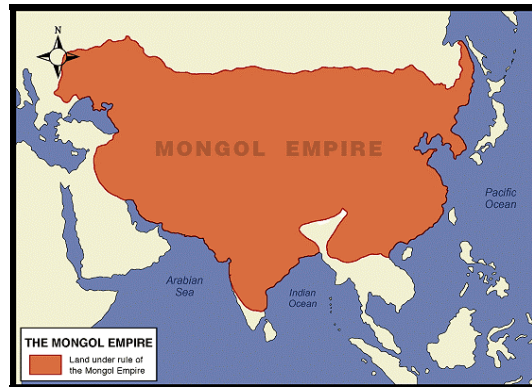 N
MONGOL EMPIRE
Pacific
Ocean
Arabian
Sea
Indian
Ocean
THE MONGOL EMPIRE
Land under rule of
the Mongol Empire